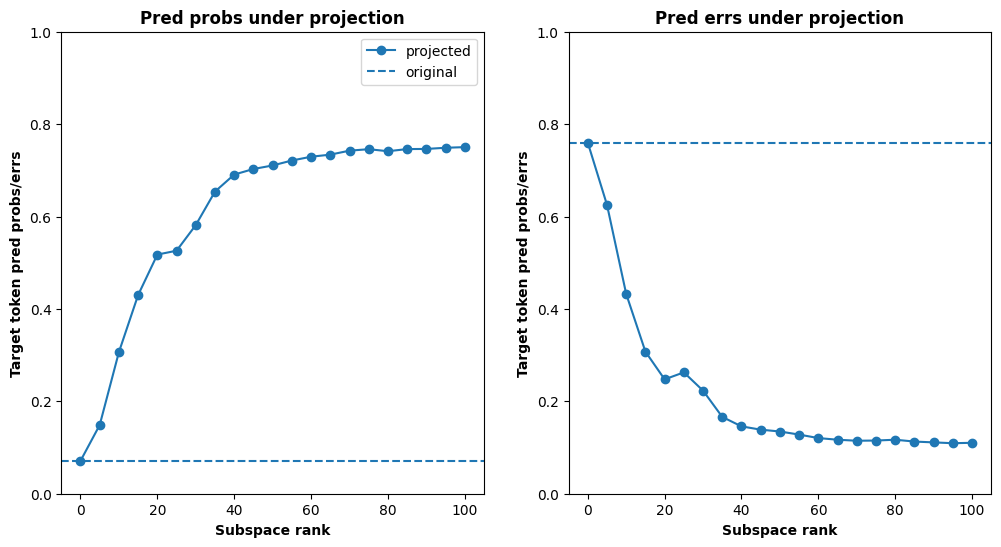 Pred probs under projection
Target token pred probs/errs
1.0
0.8
0.6
0.4
0.2
0.0
projected
original
0 20 40 60 80 100
Subspace rank
Pred errs under projection
Target token pred probs/errs
1.0
0.8
0.6
0.4
0.2
0.0
0 20 40 60 80 100
Subspace rank